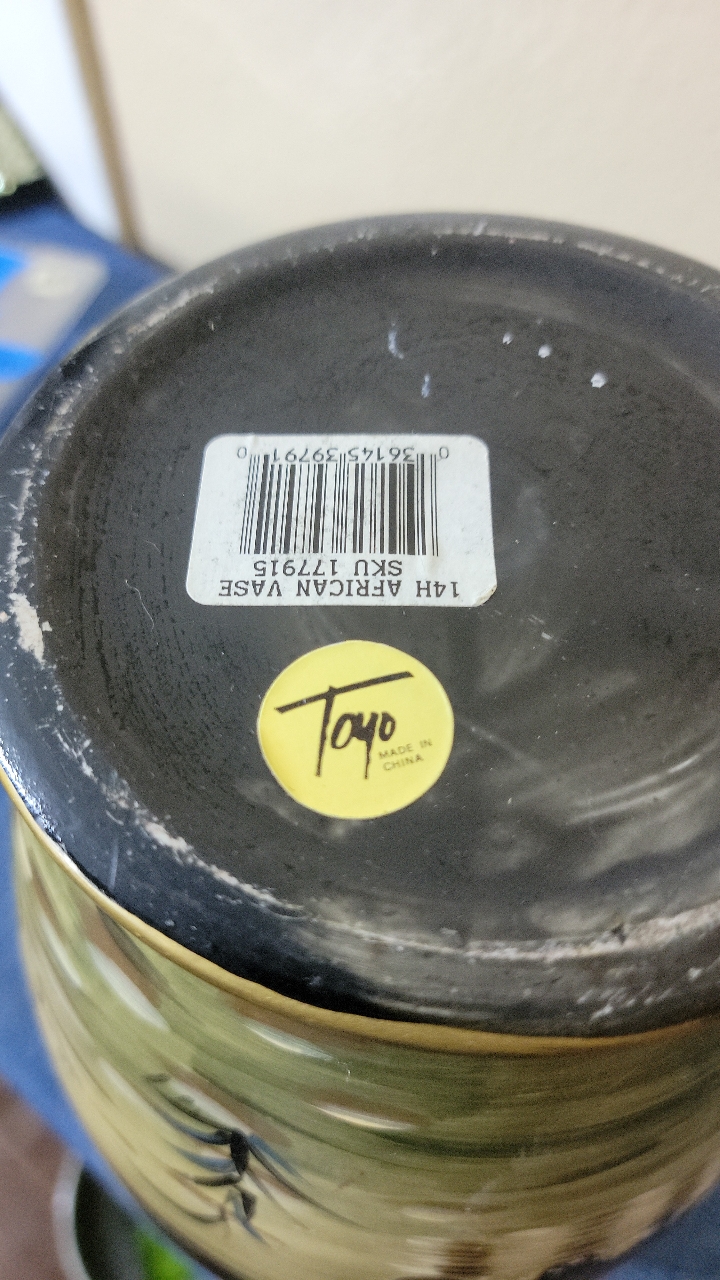 14H AFRICAN VASE
SKU 177915
0 36145 39791 0
Toyo
MADE IN
CHINA